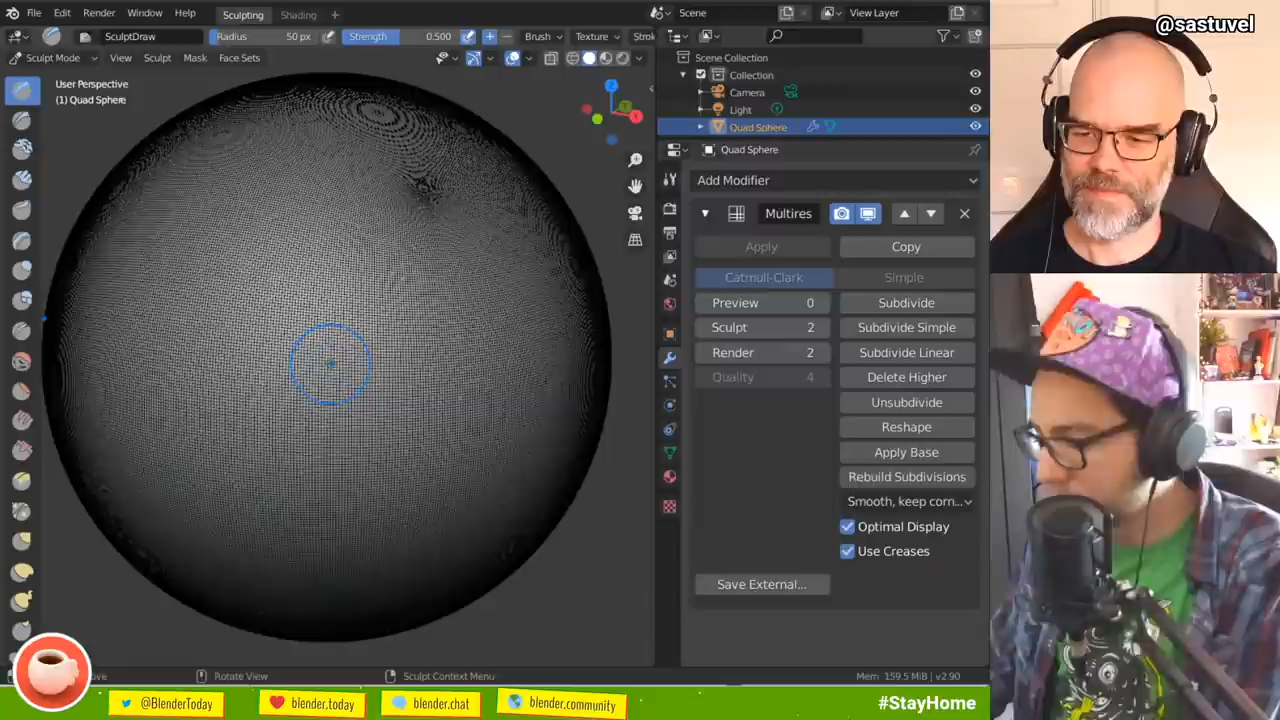 File Edit Render Window Help Sculpting Shading + Scene View Layer
SculptDraw Radius 50 px Strength 0.500 Brush Texture Strok
Sculpt Mode View Sculpt Mask Face Sets
User Perspective
(1) Quad Sphere
Z
Y
X
Scene Collection
Collection
Camera
Light
Quad Sphere
Quad Sphere
Add Modifier
Multires
Apply Copy
Catmull-Clark Simple
Preview 0 Subdivide
Sculpt 2 Subdivide Simple
Render 2 Subdivide Linear
Quality 4 Delete Higher
Unsubdivide
Reshape
Apply Base
Rebuild Subdivisions
Smooth, keep corn...
Optimal Display
Use Creases
Save External...
ove Rotate View Sculpt Context Menu Mem: 159.5 MiB | v2.90
@BlenderToday blender.today blender.chat blender.community #StayHome
@sastuvel